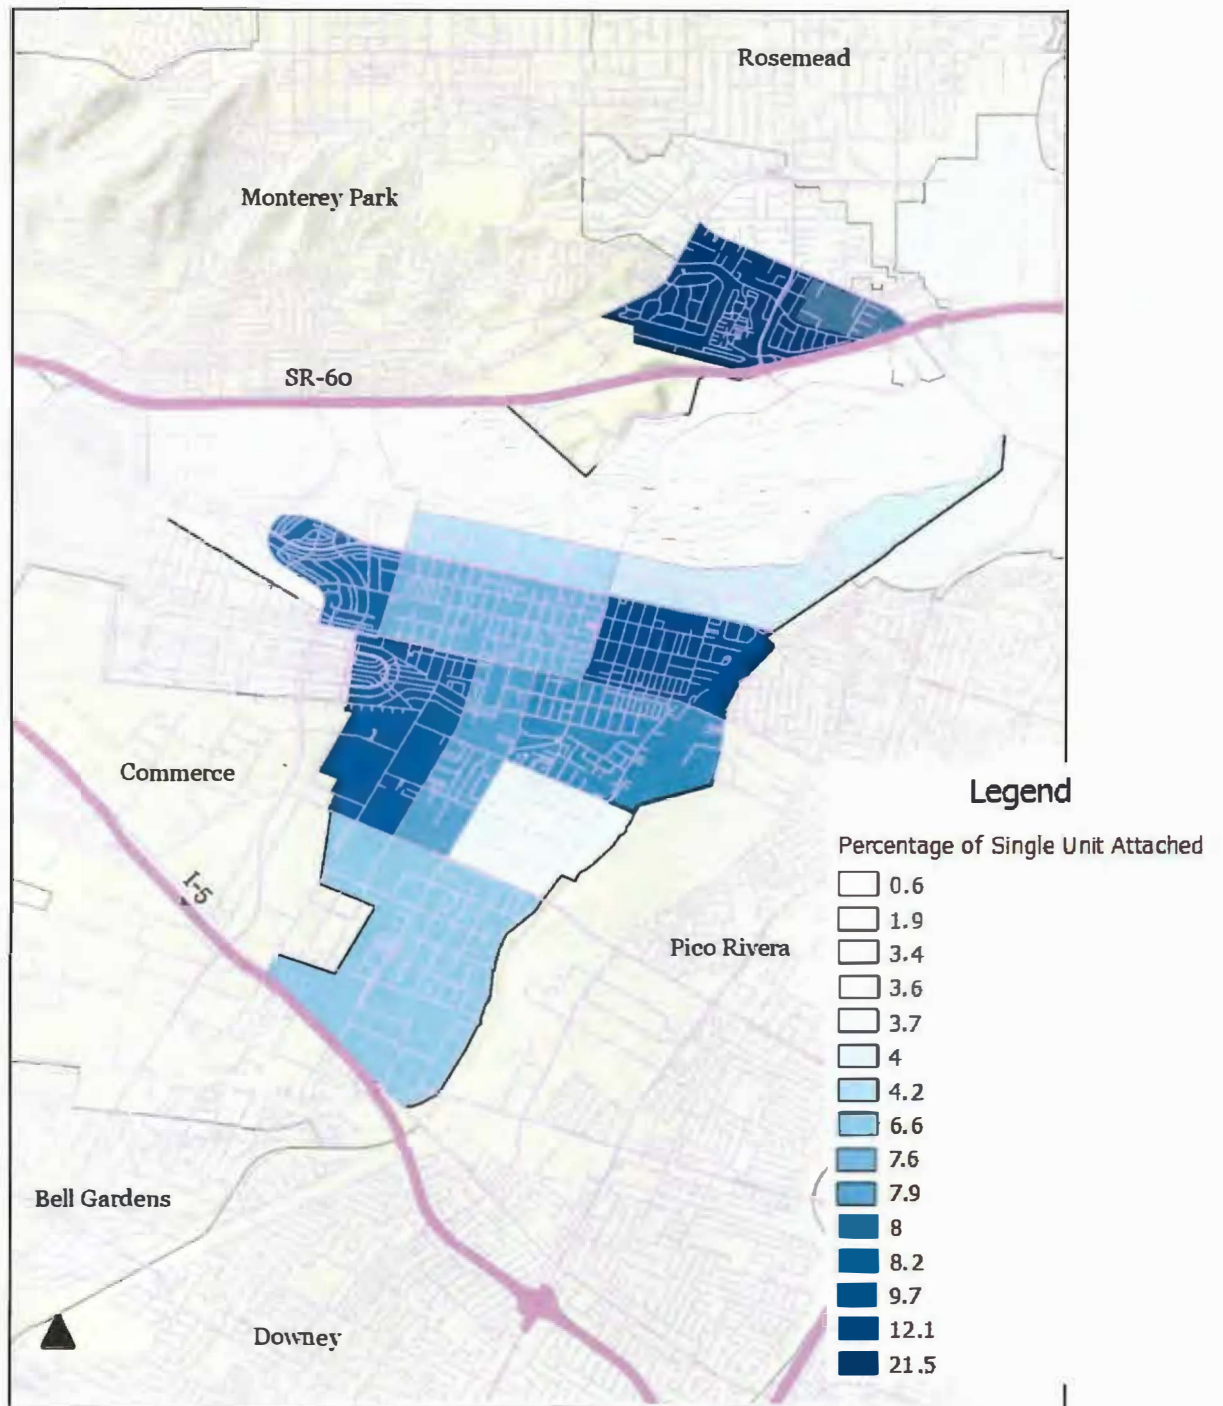 Rosemead
Monterey Park
SR-60
Commerce
I-5
Pico Rivera
Bell Gardens
Downey
Legend
Percentage of Single Unit Attached
0.6
1.9
3.4
3.6
3.7
4
4.2
6.6
7.6
7.9
8
8.2
9.7
12.1
21.5